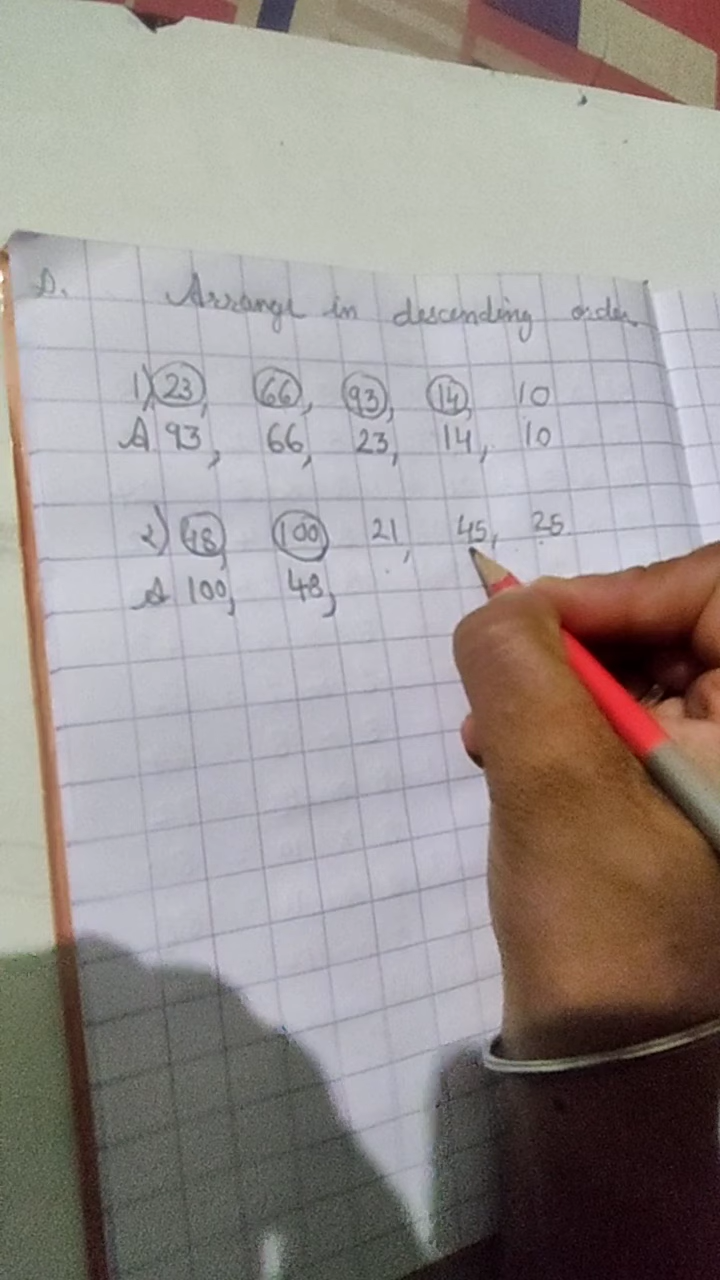 D. Arrange in descending order
1) 23, 66, 93, 14, 10
A 93, 66, 23, 14, 10
2) 48, 100 21, 45, 25
A 100, 48,